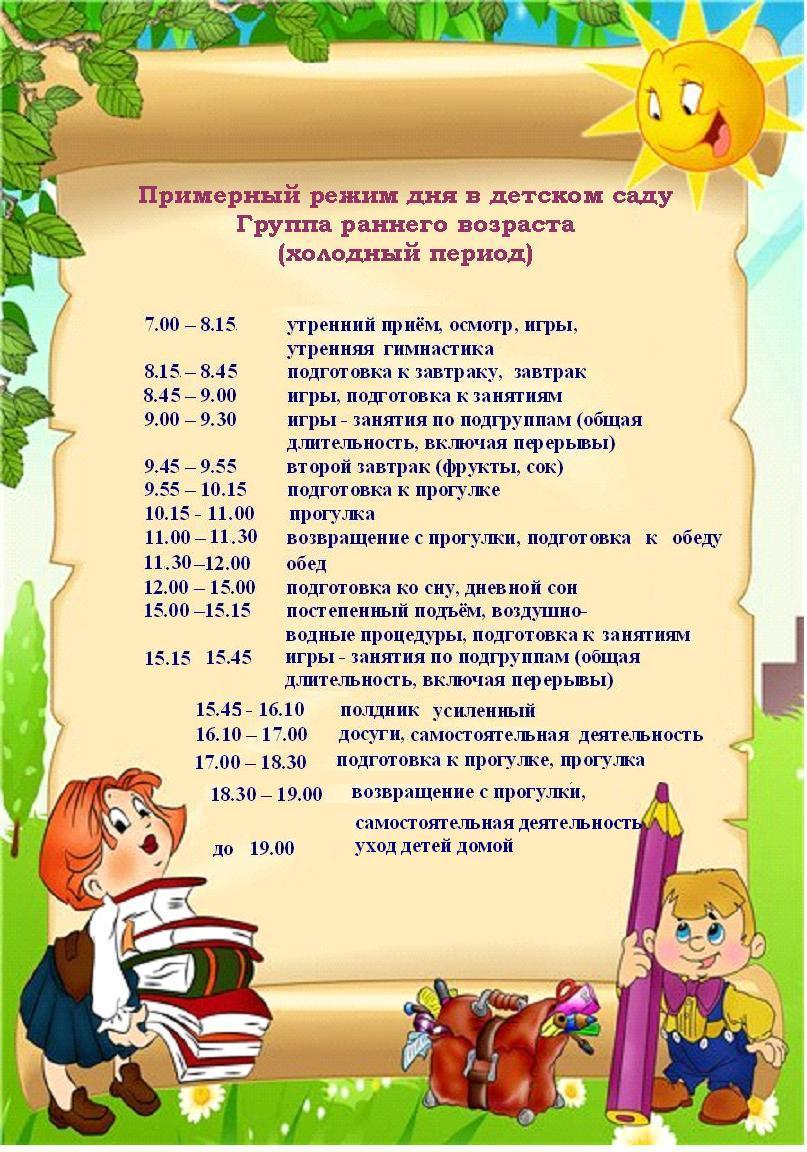 Примерный режим дня в детском саду
Группа раннего возраста
(холодный период)
7.00 – 8.15. утренний приём, осмотр, игры,
утренняя гимнастика
8.15. – 8.45 подготовка к завтраку, завтрак
8.45 – 9.00 игры, подготовка к занятиям
9.00 – 9.30 игры - занятия по подгруппам (общая
длительность, включая перерывы)
9.45 – 9.55 второй завтрак (фрукты, сок)
9.55 – 10.15 подготовка к прогулке
10.15 - 11.00 прогулка
11.00 – 11.30 возвращение с прогулки, подготовка к обеду
11.30 –12.00 обед
12.00 – 15.00 подготовка ко сну, дневной сон
15.00 –15.15 постепенный подъём, воздушно-
водные процедуры, подготовка к занятиям
15.15 15.45 игры - занятия по подгруппам (общая
длительность, включая перерывы)
15.45 - 16.10 полдник усиленный
16.10 – 17.00 досуги, самостоятельная деятельность
17.00 – 18.30 подготовка к прогулке, прогулка
18.30 – 19.00 возвращение с прогулки,
самостоятельная деятельность
до 19.00 уход детей домой